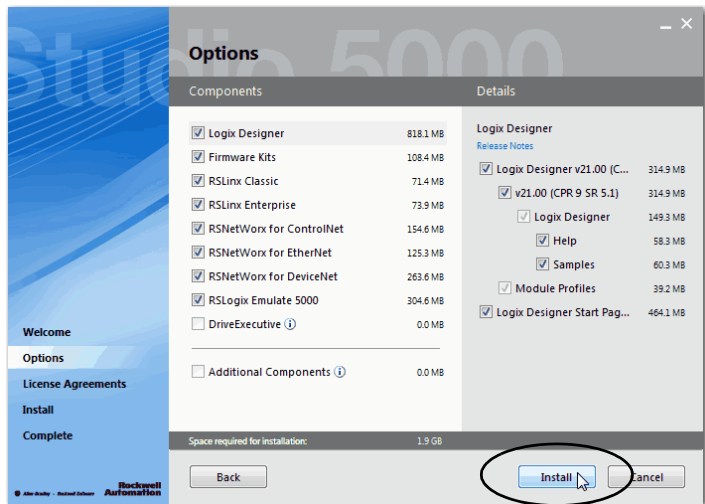 Studio 5000
Options
Components
Details
Logix Designer 818.1 MB
Firmware Kits 108.4 MB
RSLinx Classic 71.4 MB
RSLinx Enterprise 73.9 MB
RSNetWorx for ControlNet 154.6 MB
RSNetWorx for EtherNet 125.3 MB
RSNetWorx for DeviceNet 263.6 MB
RSLogix Emulate 5000 304.6 MB
DriveExecutive 0.0 MB
Additional Components 0.0 MB
Logix Designer
Release Notes
Logix Designer v21.00 (C... 314.9 MB
v21.00 (CPR 9 SR 5.1) 314.9 MB
Logix Designer 149.3 MB
Help 58.3 MB
Samples 60.3 MB
Module Profiles 39.2 MB
Logix Designer Start Pag... 464.1 MB
Welcome
Options
License Agreements
Install
Complete
Space required for installation: 1.9 GB
Back
Install
Cancel
Allen-Bradley · Rockwell Software
Rockwell
Automation